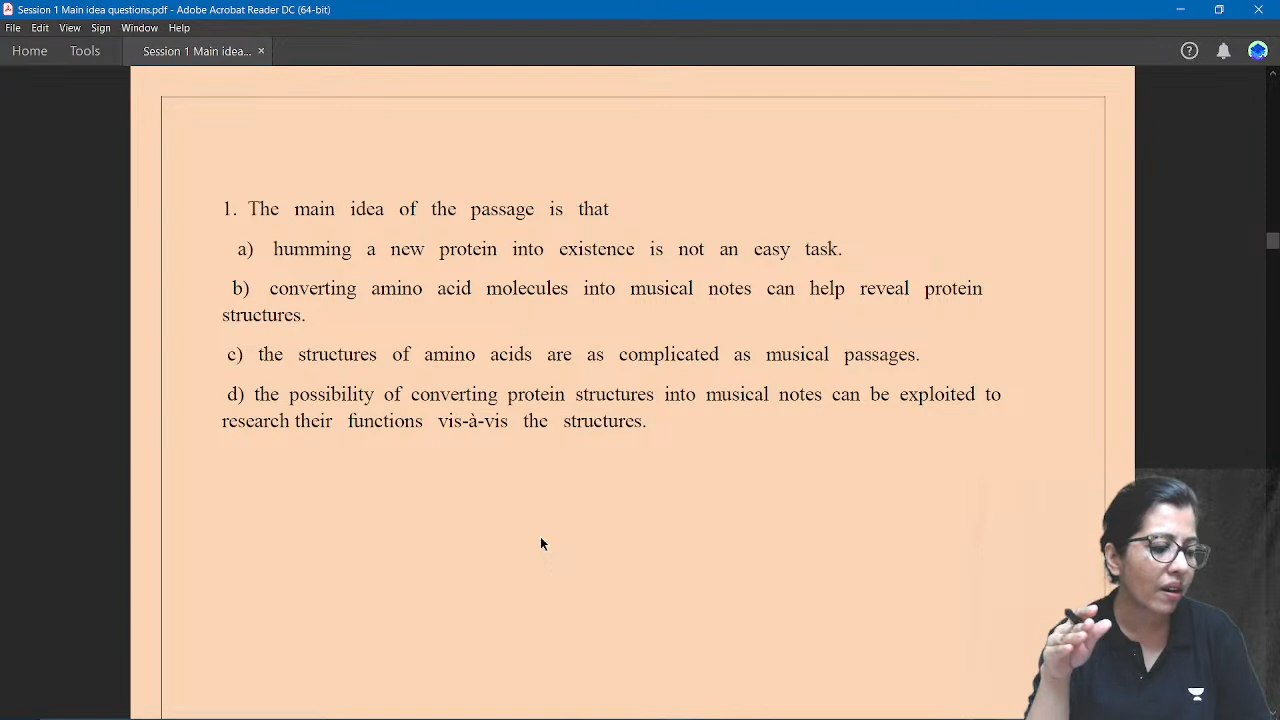 Session 1 Main idea questions.pdf - Adobe Acrobat Reader DC (64-bit)
File Edit View Sign Window Help
Home Tools Session 1 Main idea... ×
1. The main idea of the passage is that
a) humming a new protein into existence is not an easy task.
b) converting amino acid molecules into musical notes can help reveal protein
structures.
c) the structures of amino acids are as complicated as musical passages.
d) the possibility of converting protein structures into musical notes can be exploited to
research their functions vis-à-vis the structures.